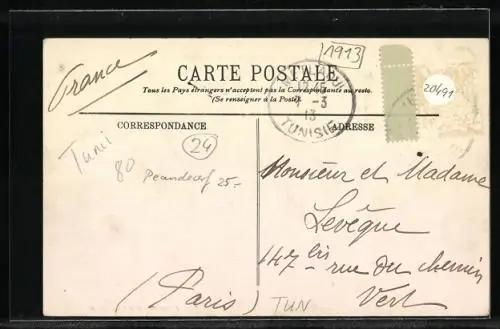 France
[1913]
CARTE POSTALE
Tous les Pays étrangers n'acceptent pas la Correspondance au recto.
(Se renseigner à la Poste).
4 -3
13
TUNISIE
20491
CORRESPONDANCE
ADRESSE
24
80
25.-
Monsieur et Madame
Levêque
147 bis rue du chemin
Vert
(Paris)
TUN